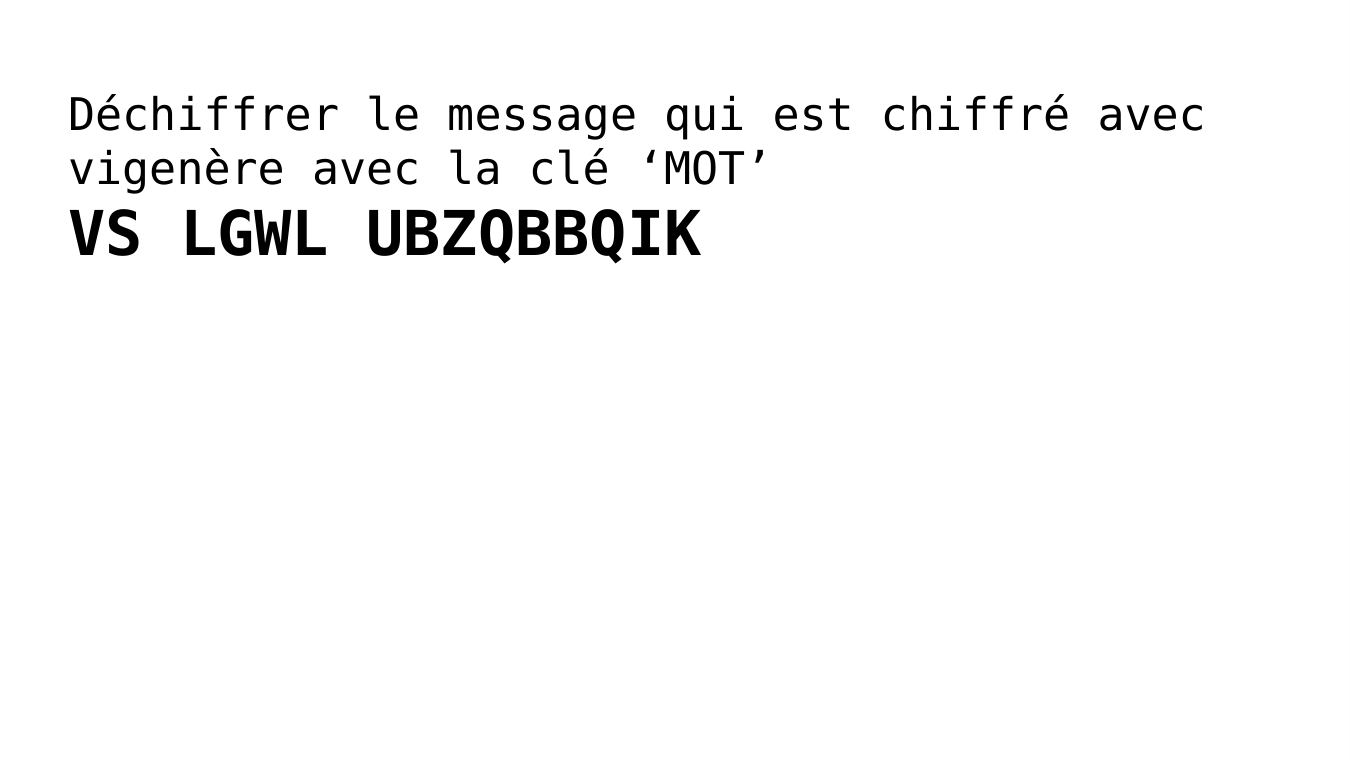 Déchiffrer le message qui est chiffré avec
vigenère avec la clé ‘MOT’
VS LGWL UBZQBBQIK